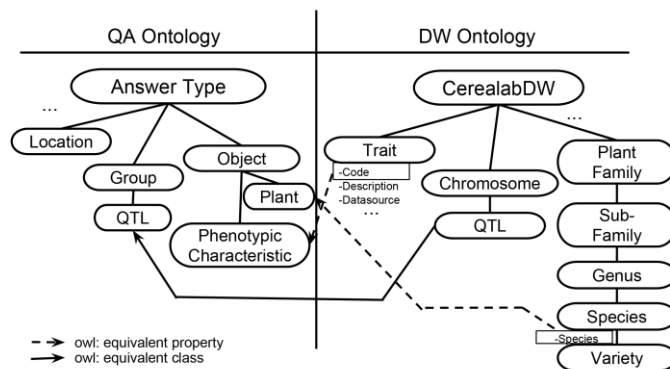 QA Ontology
DW Ontology
Answer Type
CerealabDW
...
...
Location
Trait
Object
Plant
Family
-Code
-Description
-Datasource
...
Group
Plant
Chromosome
QTL
Sub-
Family
QTL
Phenotypic
Characteristic
Genus
Species
-Species
Variety
owl: equivalent property
owl: equivalent class